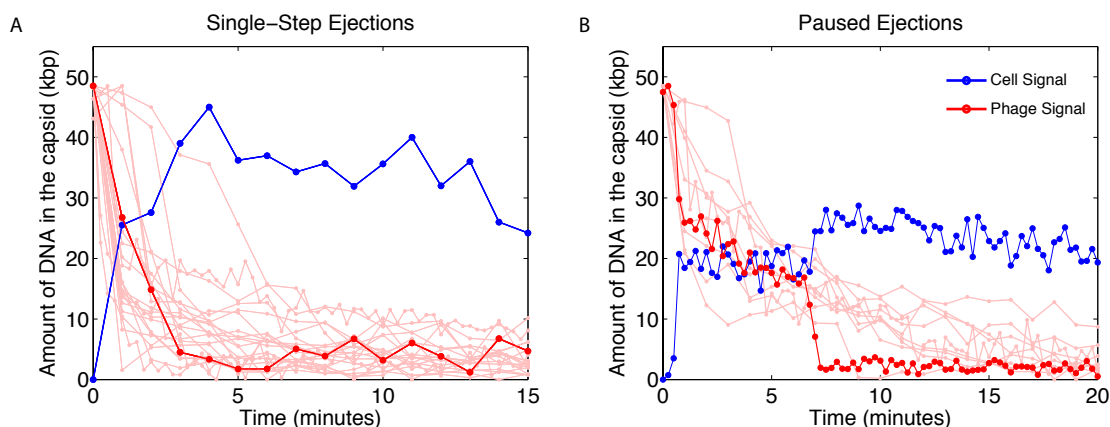 A
Single−Step Ejections
Amount of DNA in the capsid (kbp)
50
40
30
20
10
0
0
5
10
15
Time (minutes)
B
Paused Ejections
Amount of DNA in the capsid (kbp)
50
40
30
20
10
0
0
5
10
15
20
Time (minutes)
Cell Signal
Phage Signal